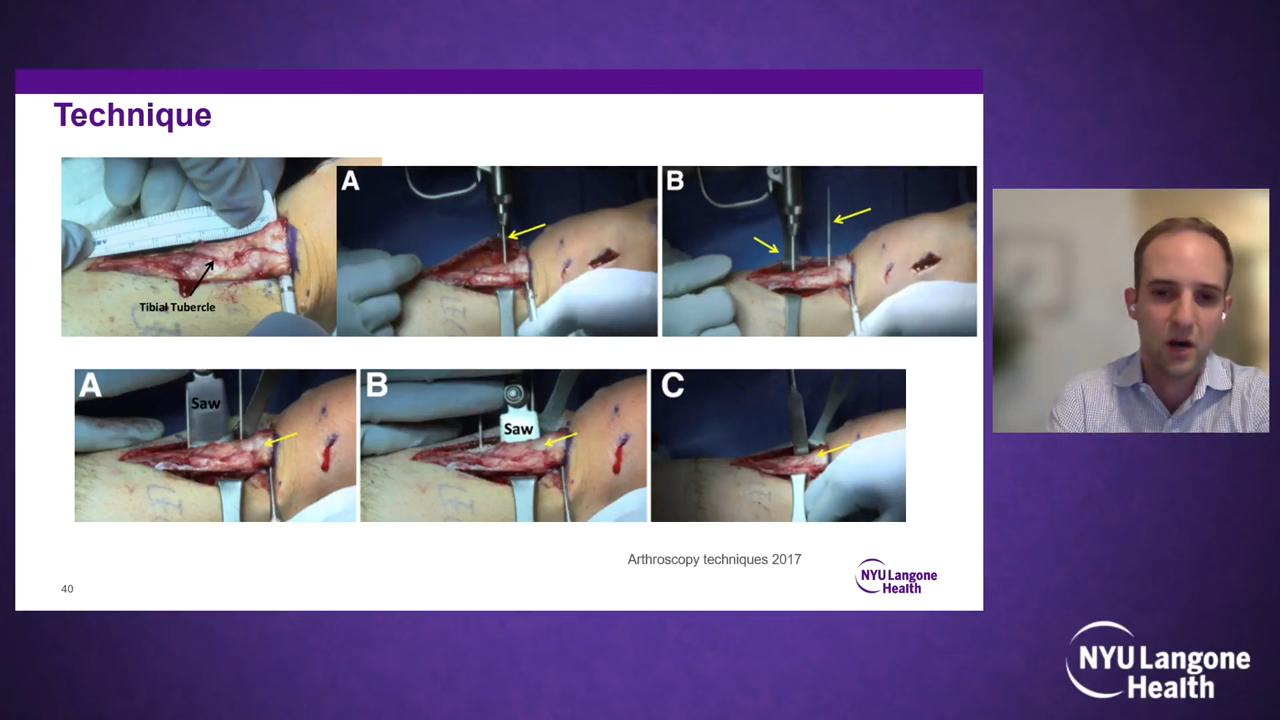 Technique
A
B
Tibial Tubercle
A
Saw
B
Saw
C
Arthroscopy techniques 2017
40
NYU Langone
Health
NYU Langone
Health